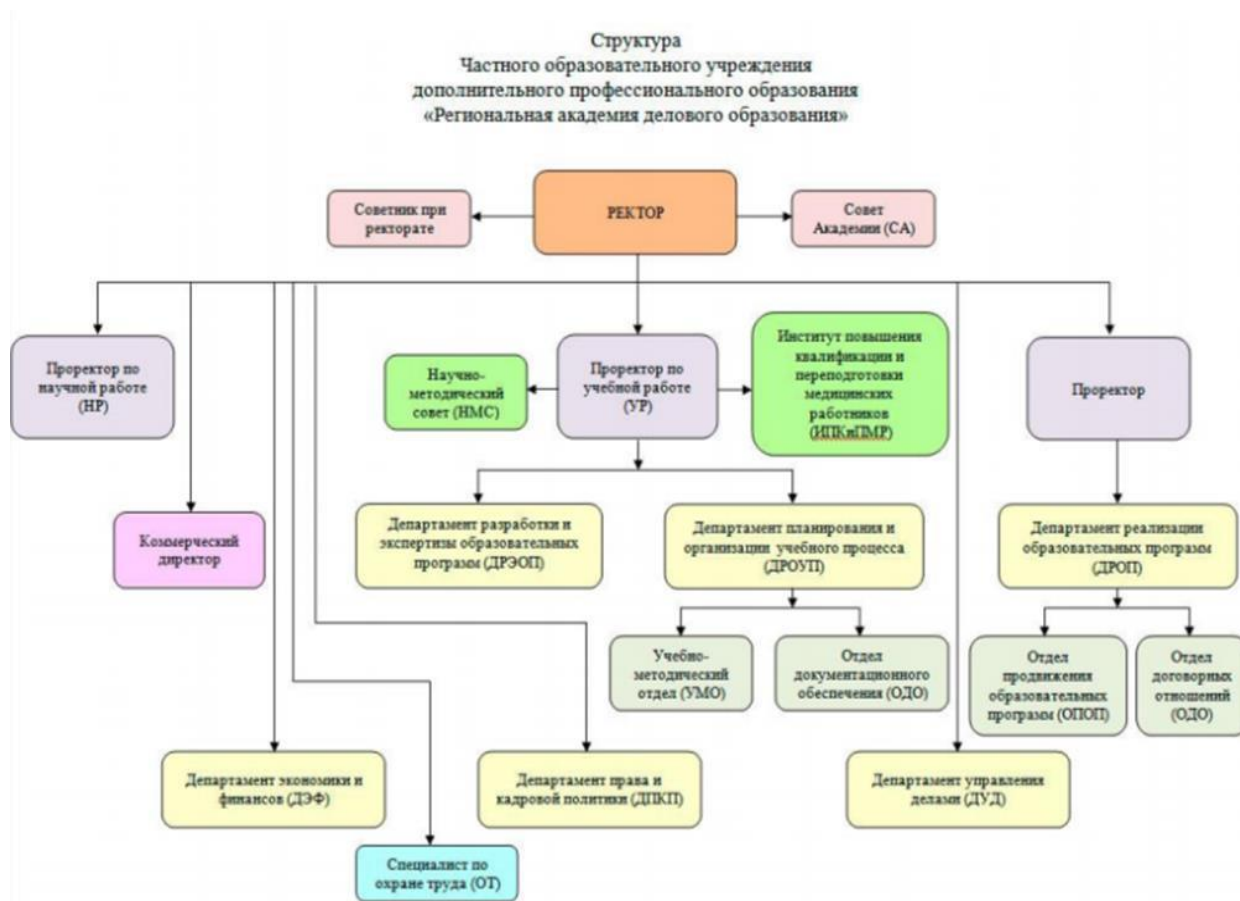 Структура
Частного образовательного учреждения
дополнительного профессионального образования
«Региональная академия делового образования»
Советник при
ректорате
РЕКТОР
Совет
Академии (СА)
Проректор по
научной работе
(НР)
Научно-
методический
совет (НМС)
Проректор по
учебной работе
(УР)
Институт повышения
квалификации и
переподготовки
медицинских
работников
(ИПКиПМР)
Проректор
Коммерческий
директор
Департамент разработки и
экспертизы образовательных
программ (ДРЭОП)
Департамент планирования и
организации учебного процесса
(ДРОУП)
Департамент реализации
образовательных программ
(ДРОП)
Учебно-
методический
отдел (УМО)
Отдел
документационного
обеспечения (ОДО)
Отдел
продвижения
образовательных
программ (ОПОП)
Отдел
договорных
отношений
(ОДО)
Департамент экономики и
финансов (ДЭФ)
Департамент права и
кадровой политики (ДПКП)
Департамент управления
делами (ДУД)
Специалист по
охране труда (ОТ)